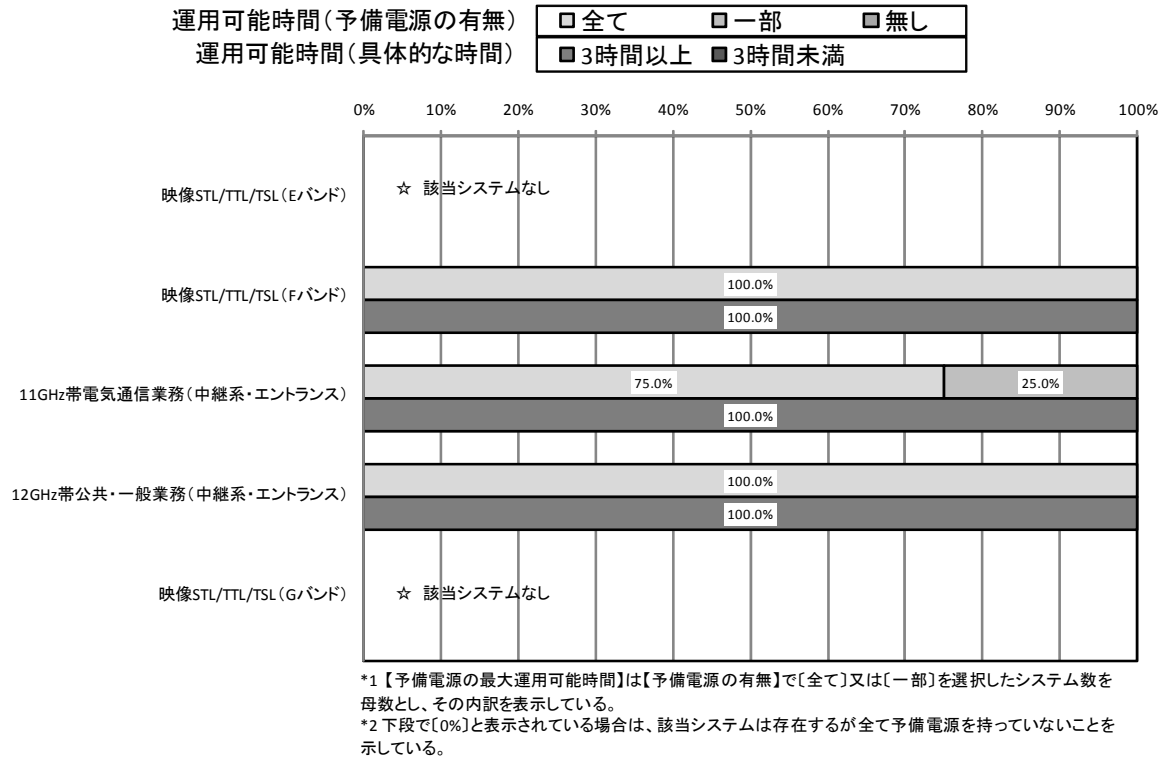 運用可能時間(予備電源の有無) 全て 一部 無し
運用可能時間(具体的な時間) 3時間以上 3時間未満
0% 10% 20% 30% 40% 50% 60% 70% 80% 90% 100%
映像STL/TTL/TSL(Eバンド) ☆ 該当システムなし
100.0%
映像STL/TTL/TSL(Fバンド)
100.0%
75.0% 25.0%
11GHz帯電気通信業務(中継系・エントランス)
100.0%
100.0%
12GHz帯公共・一般業務(中継系・エントランス)
100.0%
映像STL/TTL/TSL(Gバンド) ☆ 該当システムなし
*1 【予備電源の最大運用可能時間】は【予備電源の有無】で〔全て〕又は〔一部〕を選択したシステム数を
母数とし、その内訳を表示している。
*2 下段で〔0%〕と表示されている場合は、該当システムは存在するが全て予備電源を持っていないことを
示している。